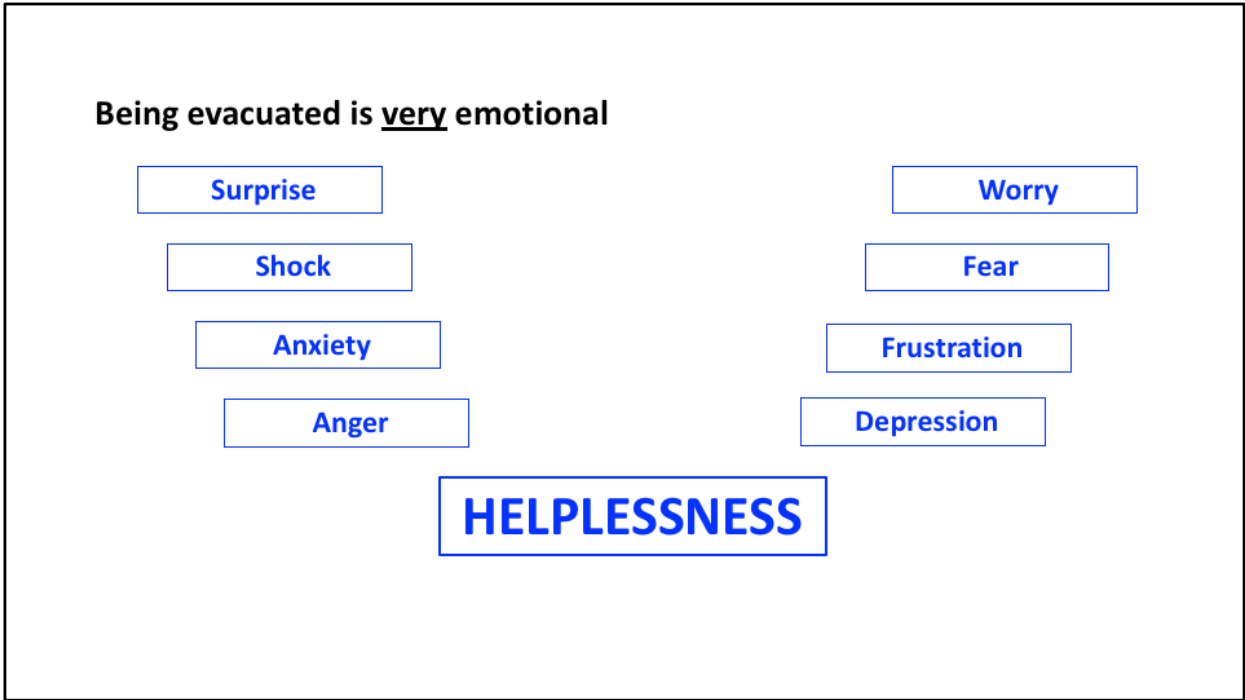 Being evacuated is very emotional
Surprise
Worry
Shock
Fear
Anxiety
Frustration
Anger
Depression
HELPLESSNESS